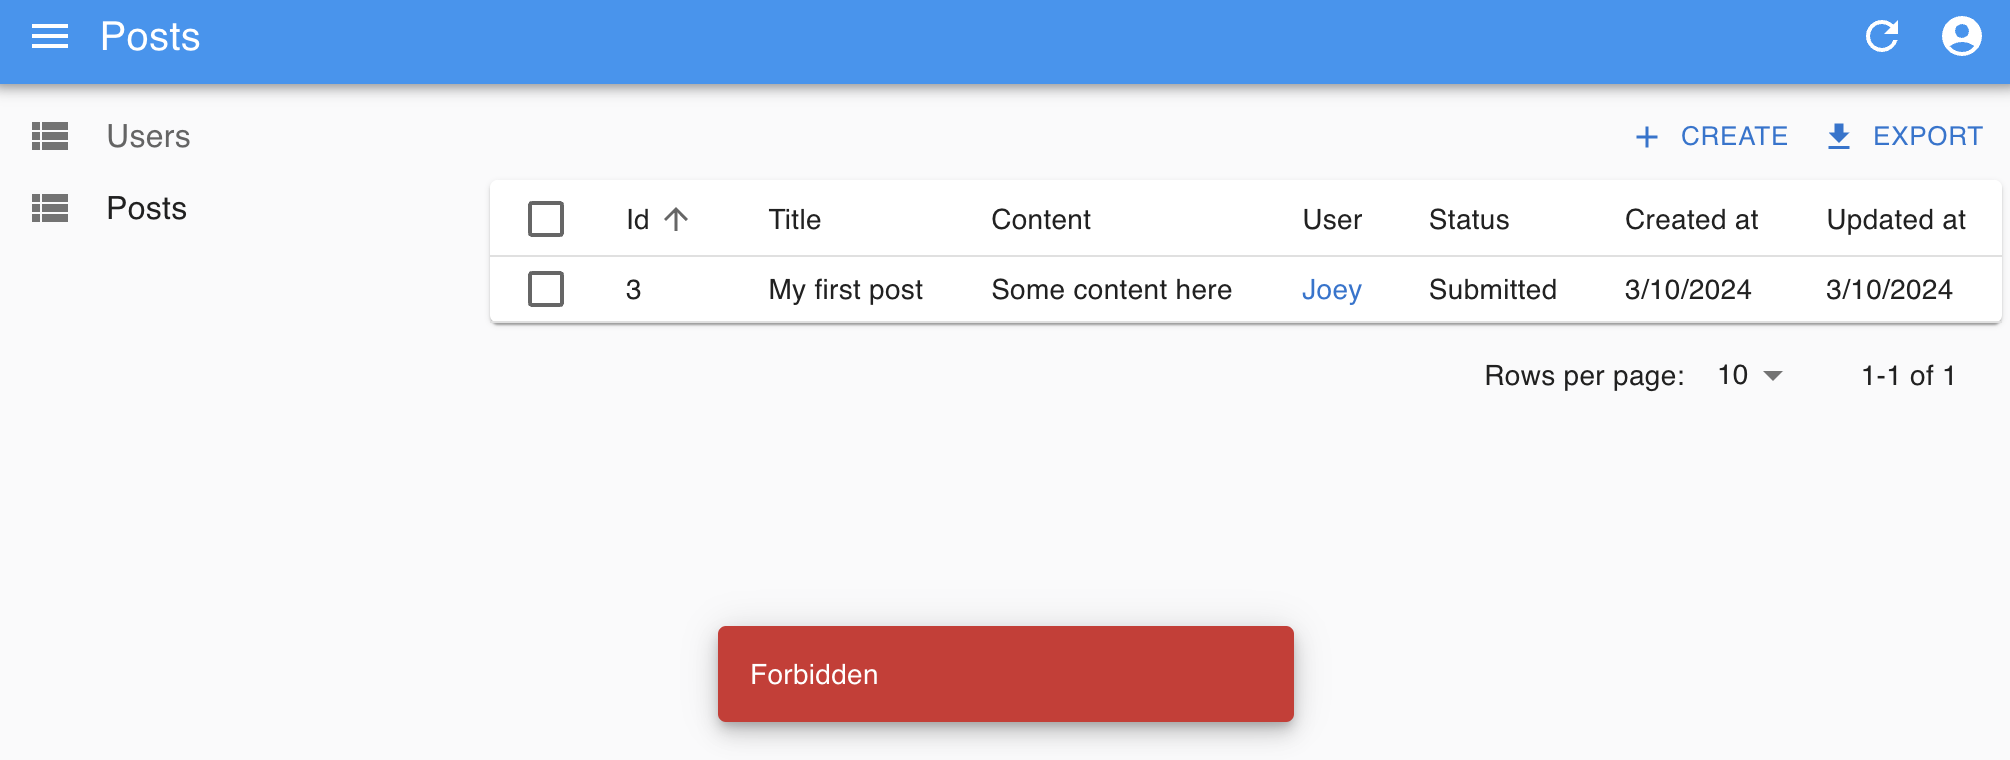 Posts
Users
Posts
CREATE EXPORT
Id Title Content User Status Created at Updated at
3 My first post Some content here Joey Submitted 3/10/2024 3/10/2024
Rows per page: 10 1-1 of 1
Forbidden